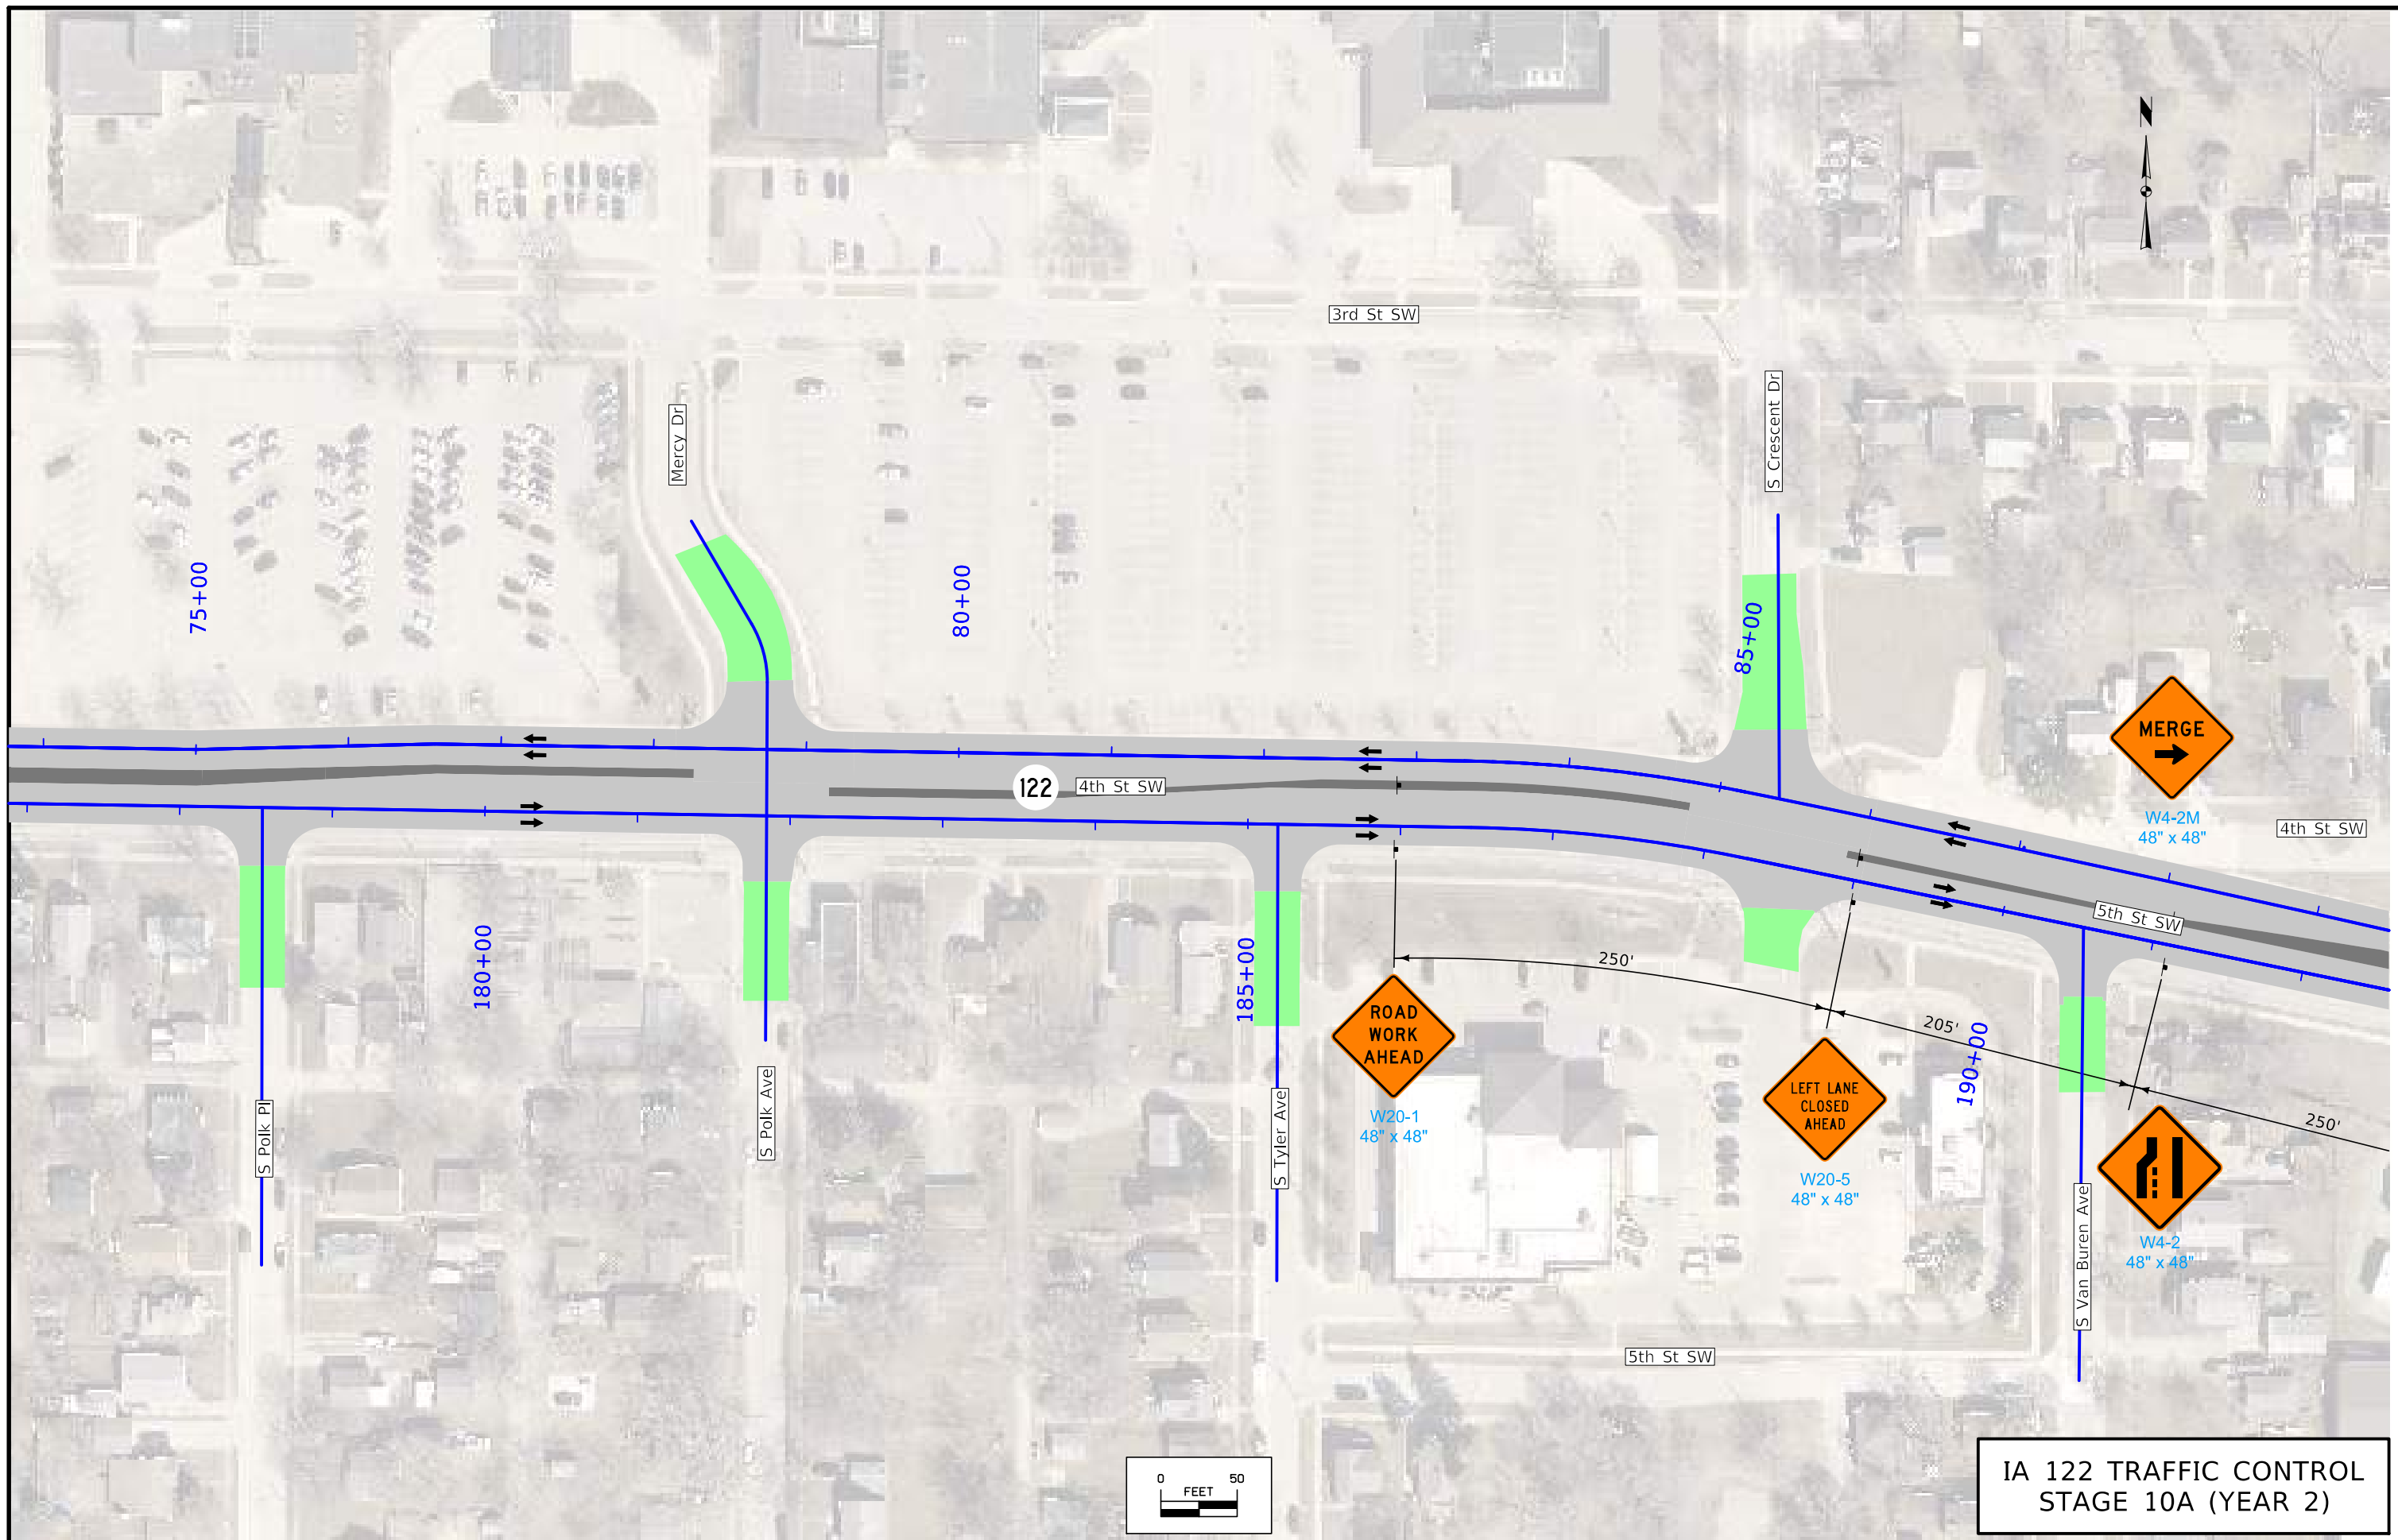 N
3rd St SW
Mercy Dr
S Crescent Dr
75+00
80+00
85+00
MERGE
W4-2M
48" x 48"
122
4th St SW
4th St SW
5th St SW
180+00
185+00
190+00
250'
205'
250'
ROAD
WORK
AHEAD
W20-1
48" x 48"
LEFT LANE
CLOSED
AHEAD
W20-5
48" x 48"
W4-2
48" x 48"
S Polk Pl
S Polk Ave
S Tyler Ave
S Van Buren Ave
5th St SW
0 50
FEET
IA 122 TRAFFIC CONTROL
STAGE 10A (YEAR 2)